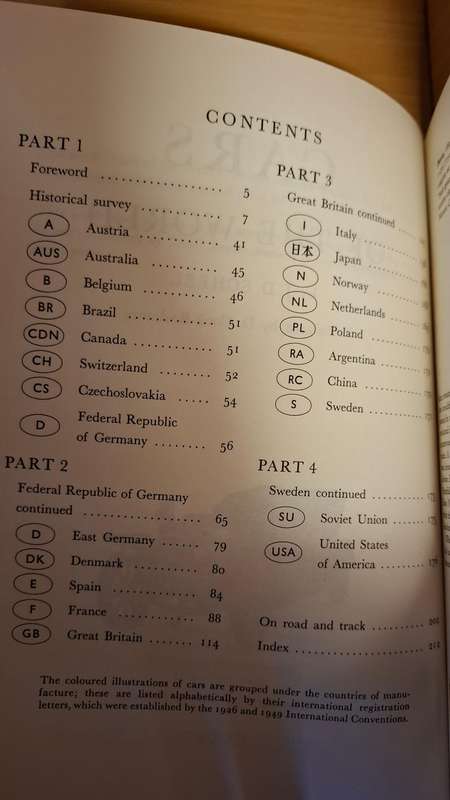 CONTENTS
PART 1
Foreword .................... 5
Historical survey ............ 7
A Austria ............ 41
AUS Australia ............ 45
B Belgium ............ 46
BR Brazil ............ 51
CDN Canada ............ 51
CH Switzerland ........ 52
CS Czechoslovakia ..... 54
D Federal Republic
of Germany ........ 56
PART 2
Federal Republic of Germany
continued .................. 65
D East Germany ...... 79
DK Denmark .......... 80
E Spain ............ 84
F France ............ 88
GB Great Britain ....... 114
PART 3
Great Britain continued
I Italy
日本 Japan
N Norway
NL Netherlands
PL Poland
RA Argentina
RC China
S Sweden
PART 4
Sweden continued
SU Soviet Union
USA United States
of America
On road and track
Index
The coloured illustrations of cars are grouped under the countries of manu-
facture; these are listed alphabetically by their international registration
letters, which were established by the 1926 and 1949 International Conventions.